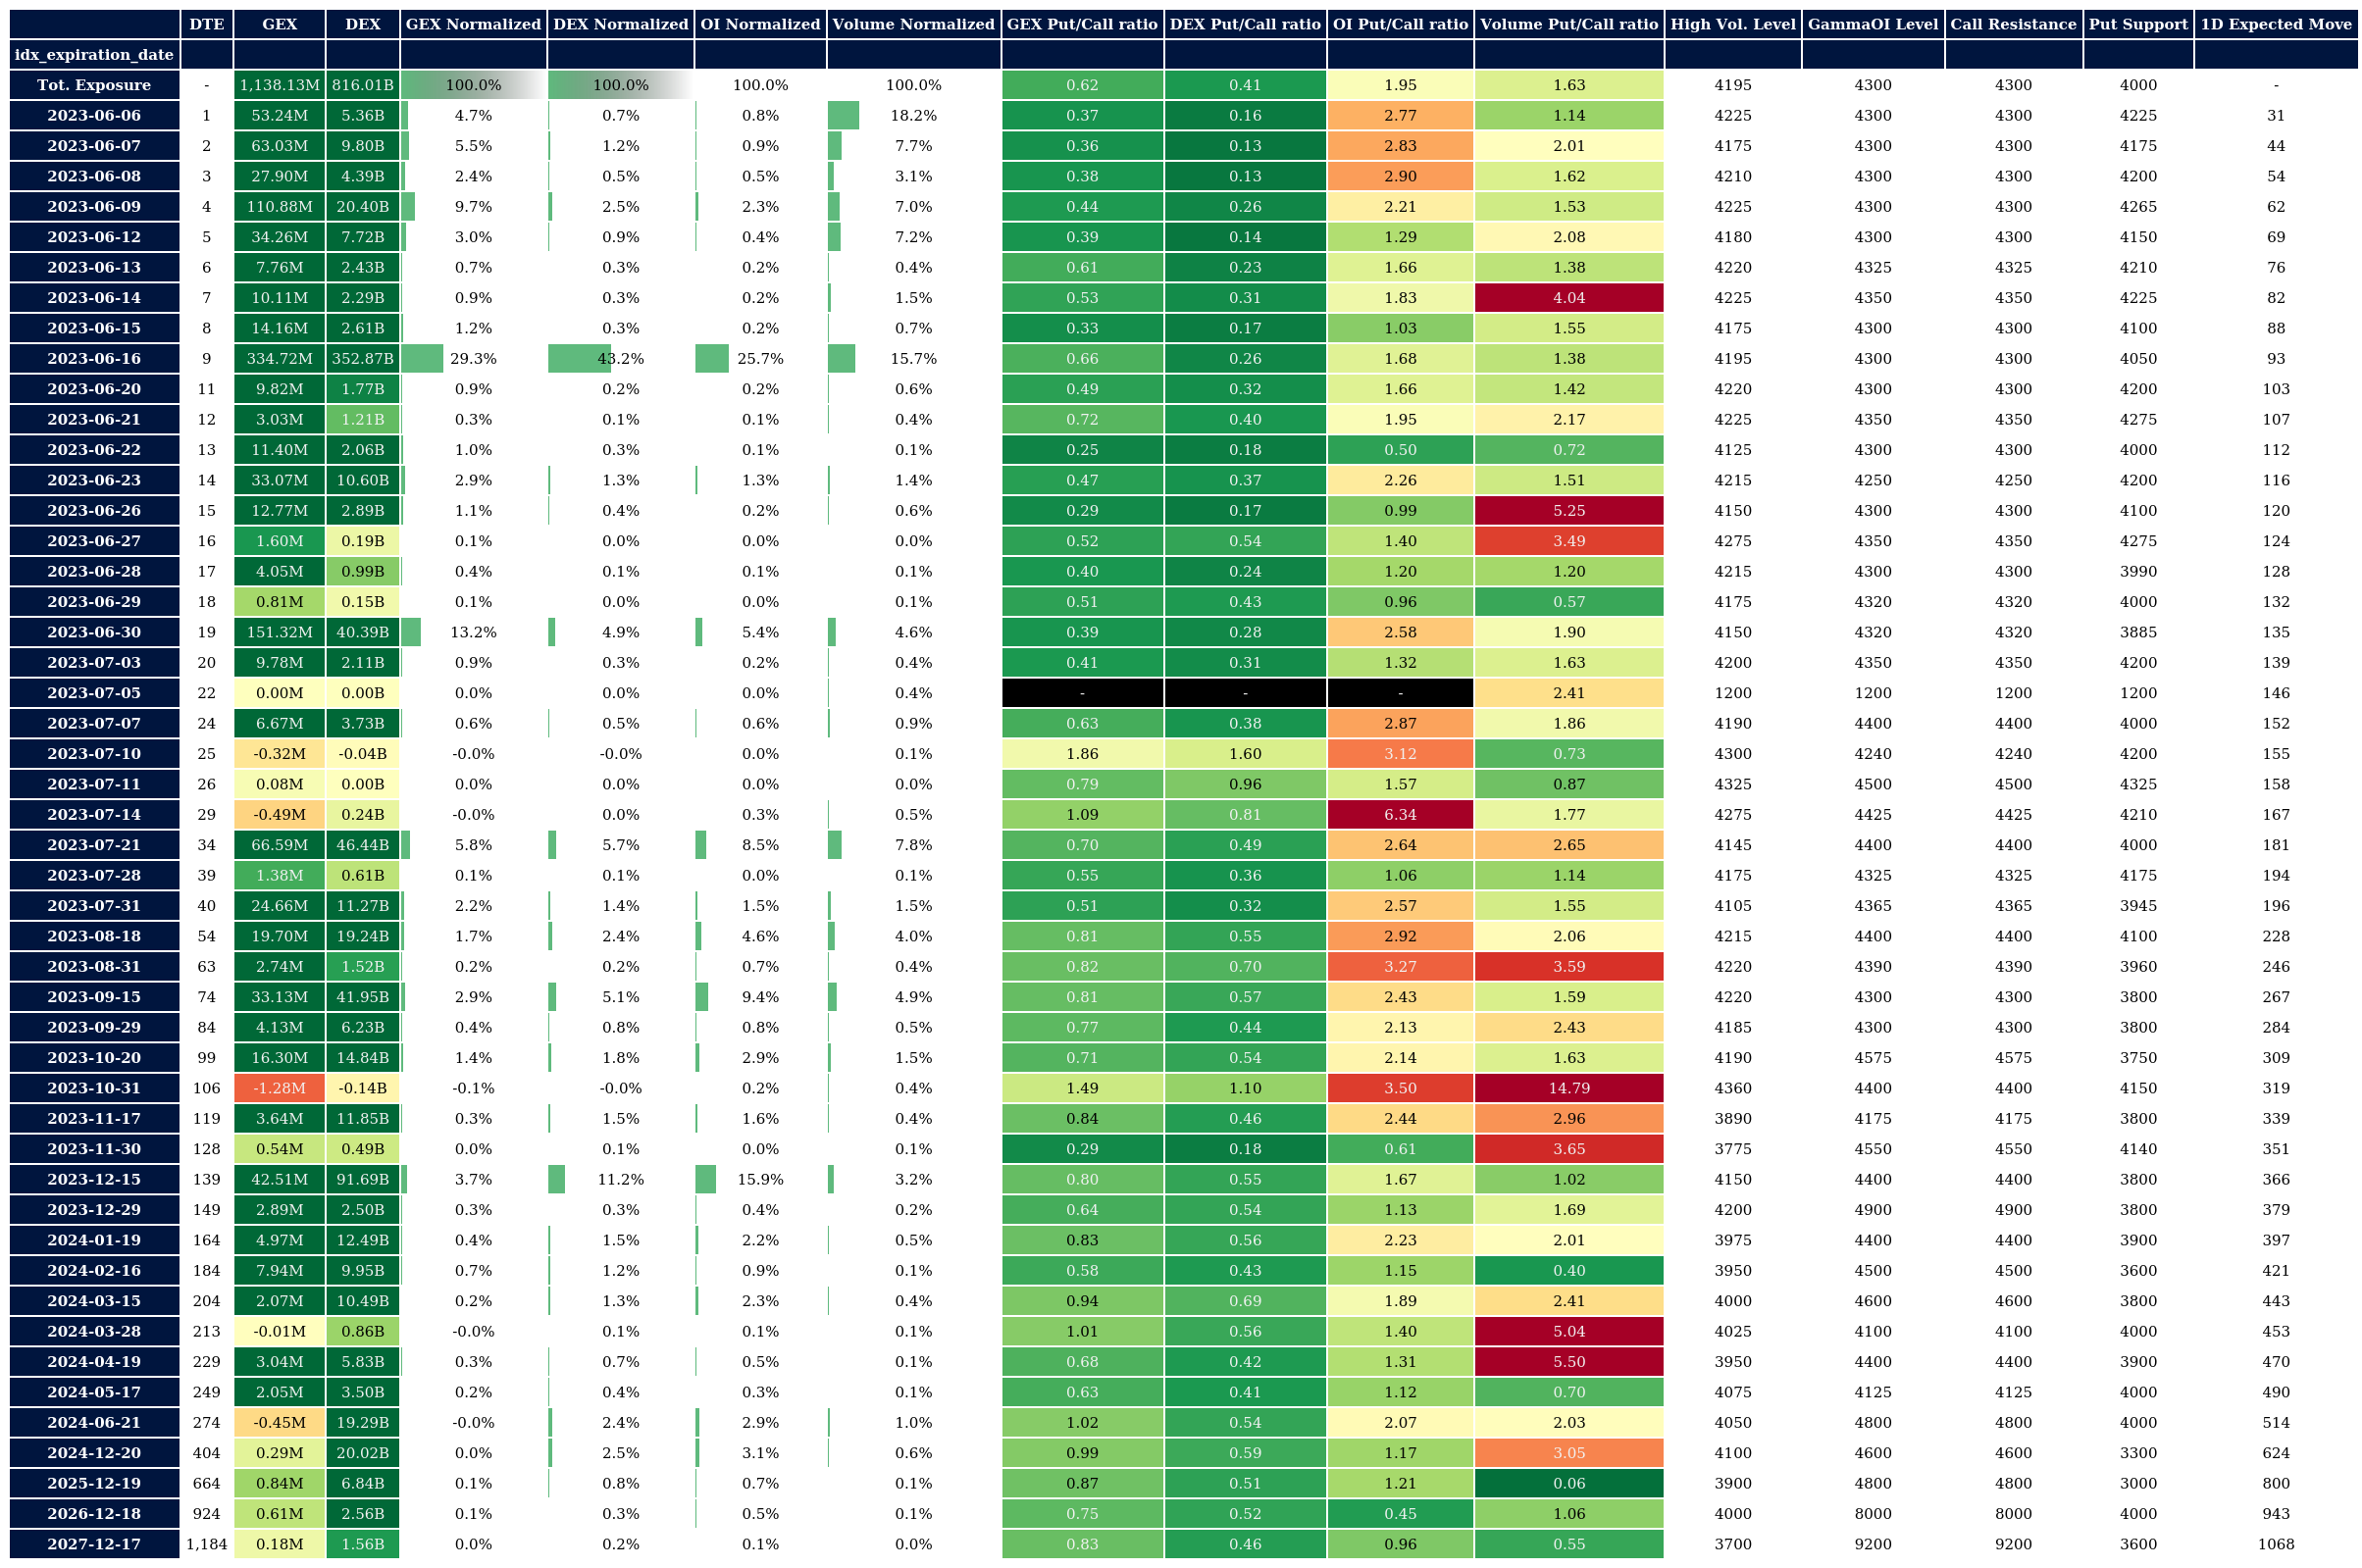 DTE GEX DEX GEX Normalized DEX Normalized OI Normalized Volume Normalized GEX Put/Call ratio DEX Put/Call ratio OI Put/Call ratio Volume Put/Call ratio High Vol. Level GammaOI Level Call Resistance Put Support 1D Expected Move
idx_expiration_date
Tot. Exposure - 1,138.13M 816.01B 100.0% 100.0% 100.0% 100.0% 0.62 0.41 1.95 1.63 4195 4300 4300 4000 -
2023-06-06 1 53.24M 5.36B 4.7% 0.7% 0.8% 18.2% 0.37 0.16 2.77 1.14 4225 4300 4300 4225 31
2023-06-07 2 63.03M 9.80B 5.5% 1.2% 0.9% 7.7% 0.36 0.13 2.83 2.01 4175 4300 4300 4175 44
2023-06-08 3 27.90M 4.39B 2.4% 0.5% 0.5% 3.1% 0.38 0.13 2.90 1.62 4210 4300 4300 4200 54
2023-06-09 4 110.88M 20.40B 9.7% 2.5% 2.3% 7.0% 0.44 0.26 2.21 1.53 4225 4300 4300 4265 62
2023-06-12 5 34.26M 7.72B 3.0% 0.9% 0.4% 7.2% 0.39 0.14 1.29 2.08 4180 4300 4300 4150 69
2023-06-13 6 7.76M 2.43B 0.7% 0.3% 0.2% 0.4% 0.61 0.23 1.66 1.38 4220 4325 4325 4210 76
2023-06-14 7 10.11M 2.29B 0.9% 0.3% 0.2% 1.5% 0.53 0.31 1.83 4.04 4225 4350 4350 4225 82
2023-06-15 8 14.16M 2.61B 1.2% 0.3% 0.2% 0.7% 0.33 0.17 1.03 1.55 4175 4300 4300 4100 88
2023-06-16 9 334.72M 352.87B 29.3% 43.2% 25.7% 15.7% 0.66 0.26 1.68 1.38 4195 4300 4300 4050 93
2023-06-20 11 9.82M 1.77B 0.9% 0.2% 0.2% 0.6% 0.49 0.32 1.66 1.42 4220 4300 4300 4200 103
2023-06-21 12 3.03M 1.21B 0.3% 0.1% 0.1% 0.4% 0.72 0.40 1.95 2.17 4225 4350 4350 4275 107
2023-06-22 13 11.40M 2.06B 1.0% 0.3% 0.1% 0.1% 0.25 0.18 0.50 0.72 4125 4300 4300 4000 112
2023-06-23 14 33.07M 10.60B 2.9% 1.3% 1.3% 1.4% 0.47 0.37 2.26 1.51 4215 4250 4250 4200 116
2023-06-26 15 12.77M 2.89B 1.1% 0.4% 0.2% 0.6% 0.29 0.17 0.99 5.25 4150 4300 4300 4100 120
2023-06-27 16 1.60M 0.19B 0.1% 0.0% 0.0% 0.0% 0.52 0.54 1.40 3.49 4275 4350 4350 4275 124
2023-06-28 17 4.05M 0.99B 0.4% 0.1% 0.1% 0.1% 0.40 0.24 1.20 1.20 4215 4300 4300 3990 128
2023-06-29 18 0.81M 0.15B 0.1% 0.0% 0.0% 0.1% 0.51 0.43 0.96 0.57 4175 4320 4320 4000 132
2023-06-30 19 151.32M 40.39B 13.2% 4.9% 5.4% 4.6% 0.39 0.28 2.58 1.90 4150 4320 4320 3885 135
2023-07-03 20 9.78M 2.11B 0.9% 0.3% 0.2% 0.4% 0.41 0.31 1.32 1.63 4200 4350 4350 4200 139
2023-07-05 22 0.00M 0.00B 0.0% 0.0% 0.0% 0.4% - - - 2.41 1200 1200 1200 1200 146
2023-07-07 24 6.67M 3.73B 0.6% 0.5% 0.6% 0.9% 0.63 0.38 2.87 1.86 4190 4400 4400 4000 152
2023-07-10 25 -0.32M -0.04B -0.0% -0.0% 0.0% 0.1% 1.86 1.60 3.12 0.73 4300 4240 4240 4200 155
2023-07-11 26 0.08M 0.00B 0.0% 0.0% 0.0% 0.0% 0.79 0.96 1.57 0.87 4325 4500 4500 4325 158
2023-07-14 29 -0.49M 0.24B -0.0% 0.0% 0.3% 0.5% 1.09 0.81 6.34 1.77 4275 4425 4425 4210 167
2023-07-21 34 66.59M 46.44B 5.8% 5.7% 8.5% 7.8% 0.70 0.49 2.64 2.65 4145 4400 4400 4000 181
2023-07-28 39 1.38M 0.61B 0.1% 0.1% 0.0% 0.1% 0.55 0.36 1.06 1.14 4175 4325 4325 4175 194
2023-07-31 40 24.66M 11.27B 2.2% 1.4% 1.5% 1.5% 0.51 0.32 2.57 1.55 4105 4365 4365 3945 196
2023-08-18 54 19.70M 19.24B 1.7% 2.4% 4.6% 4.0% 0.81 0.55 2.92 2.06 4215 4400 4400 4100 228
2023-08-31 63 2.74M 1.52B 0.2% 0.2% 0.7% 0.4% 0.82 0.70 3.27 3.59 4220 4390 4390 3960 246
2023-09-15 74 33.13M 41.95B 2.9% 5.1% 9.4% 4.9% 0.81 0.57 2.43 1.59 4220 4300 4300 3800 267
2023-09-29 84 4.13M 6.23B 0.4% 0.8% 0.8% 0.5% 0.77 0.44 2.13 2.43 4185 4300 4300 3800 284
2023-10-20 99 16.30M 14.84B 1.4% 1.8% 2.9% 1.5% 0.71 0.54 2.14 1.63 4190 4575 4575 3750 309
2023-10-31 106 -1.28M -0.14B -0.1% -0.0% 0.2% 0.4% 1.49 1.10 3.50 14.79 4360 4400 4400 4150 319
2023-11-17 119 3.64M 11.85B 0.3% 1.5% 1.6% 0.4% 0.84 0.46 2.44 2.96 3890 4175 4175 3800 339
2023-11-30 128 0.54M 0.49B 0.0% 0.1% 0.0% 0.1% 0.29 0.18 0.61 3.65 3775 4550 4550 4140 351
2023-12-15 139 42.51M 91.69B 3.7% 11.2% 15.9% 3.2% 0.80 0.55 1.67 1.02 4150 4400 4400 3800 366
2023-12-29 149 2.89M 2.50B 0.3% 0.3% 0.4% 0.2% 0.64 0.54 1.13 1.69 4200 4900 4900 3800 379
2024-01-19 164 4.97M 12.49B 0.4% 1.5% 2.2% 0.5% 0.83 0.56 2.23 2.01 3975 4400 4400 3900 397
2024-02-16 184 7.94M 9.95B 0.7% 1.2% 0.9% 0.1% 0.58 0.43 1.15 0.40 3950 4500 4500 3600 421
2024-03-15 204 2.07M 10.49B 0.2% 1.3% 2.3% 0.4% 0.94 0.69 1.89 2.41 4000 4600 4600 3800 443
2024-03-28 213 -0.01M 0.86B -0.0% 0.1% 0.1% 0.1% 1.01 0.56 1.40 5.04 4025 4100 4100 4000 453
2024-04-19 229 3.04M 5.83B 0.3% 0.7% 0.5% 0.1% 0.68 0.42 1.31 5.50 3950 4400 4400 3900 470
2024-05-17 249 2.05M 3.50B 0.2% 0.4% 0.3% 0.1% 0.63 0.41 1.12 0.70 4075 4125 4125 4000 490
2024-06-21 274 -0.45M 19.29B -0.0% 2.4% 2.9% 1.0% 1.02 0.54 2.07 2.03 4050 4800 4800 4000 514
2024-12-20 404 0.29M 20.02B 0.0% 2.5% 3.1% 0.6% 0.99 0.59 1.17 3.05 4100 4600 4600 3300 624
2025-12-19 664 0.84M 6.84B 0.1% 0.8% 0.7% 0.1% 0.87 0.51 1.21 0.06 3900 4800 4800 3000 800
2026-12-18 924 0.61M 2.56B 0.1% 0.3% 0.5% 0.1% 0.75 0.52 0.45 1.06 4000 8000 8000 4000 943
2027-12-17 1,184 0.18M 1.56B 0.0% 0.2% 0.1% 0.0% 0.83 0.46 0.96 0.55 3700 9200 9200 3600 1068